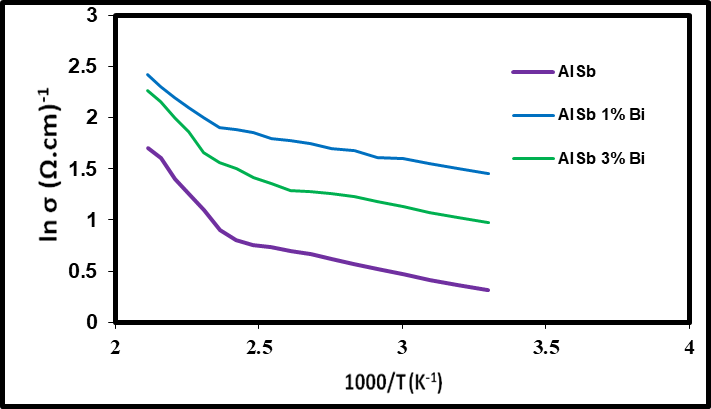 3
2.5
2
1.5
1
0.5
0
2
2.5
3
3.5
4
ln σ (Ω.cm)-1
1000/T (K-1)
AlSb
AlSb 1% Bi
AlSb 3% Bi